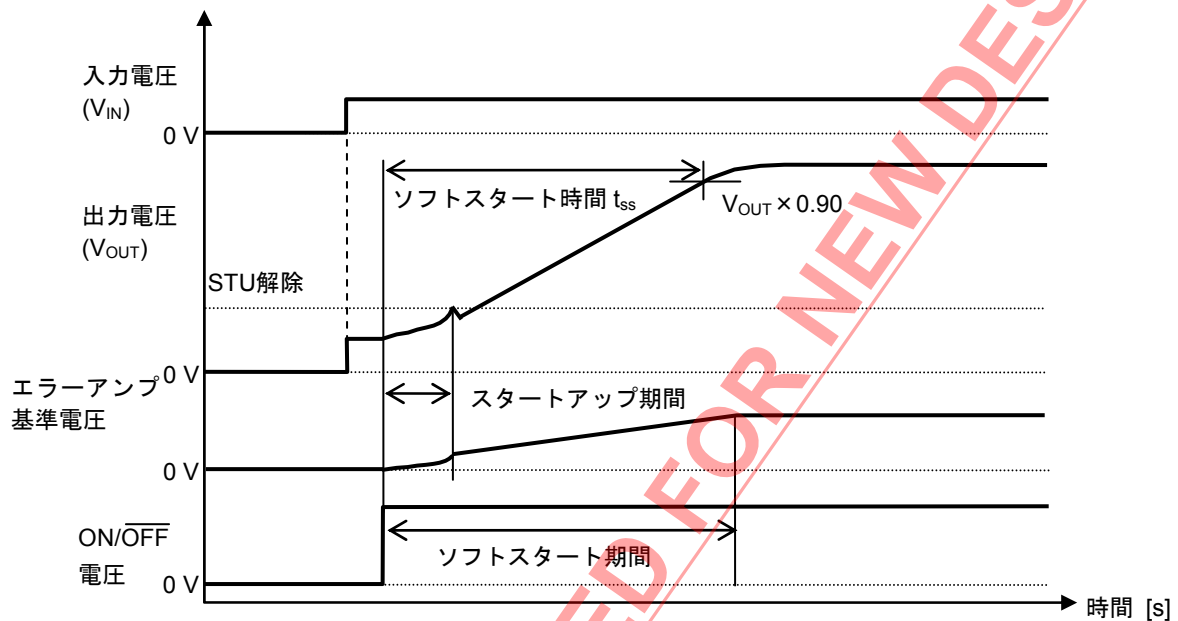 入力電圧
(VIN)
0 V
ソフトスタート時間 tss
VOUT × 0.90
出力電圧
(VOUT)
STU解除
0 V
スタートアップ期間
エラーアンプ
基準電圧
0 V
ON/OFF
電圧
ソフトスタート期間
0 V
時間 [s]
ED FOR NEW DES